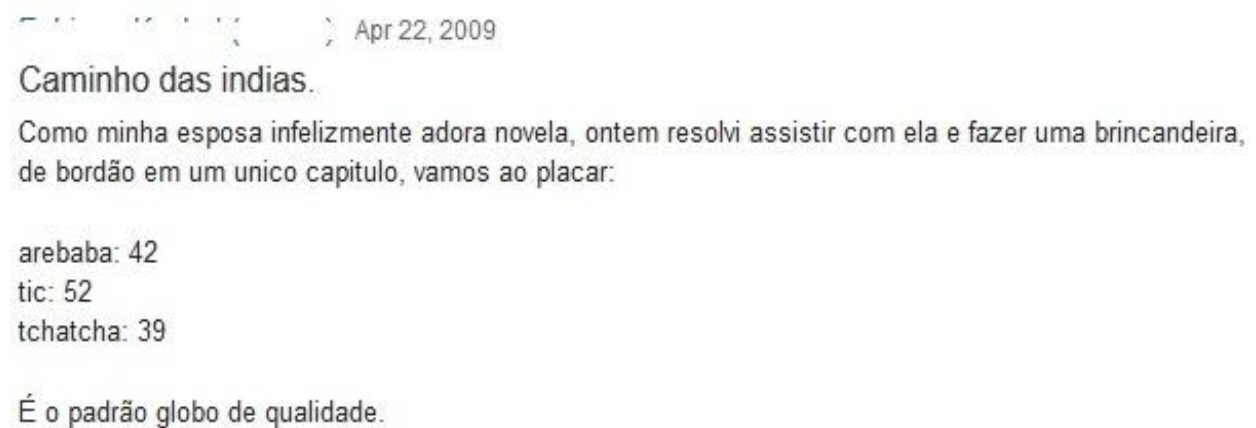 Apr 22, 2009
Caminho das indias.
Como minha esposa infelizmente adora novela, ontem resolvi assistir com ela e fazer uma brincandeira,
de bordão em um unico capitulo, vamos ao placar:
arebaba: 42
tic: 52
tchatcha: 39
É o padrão globo de qualidade.